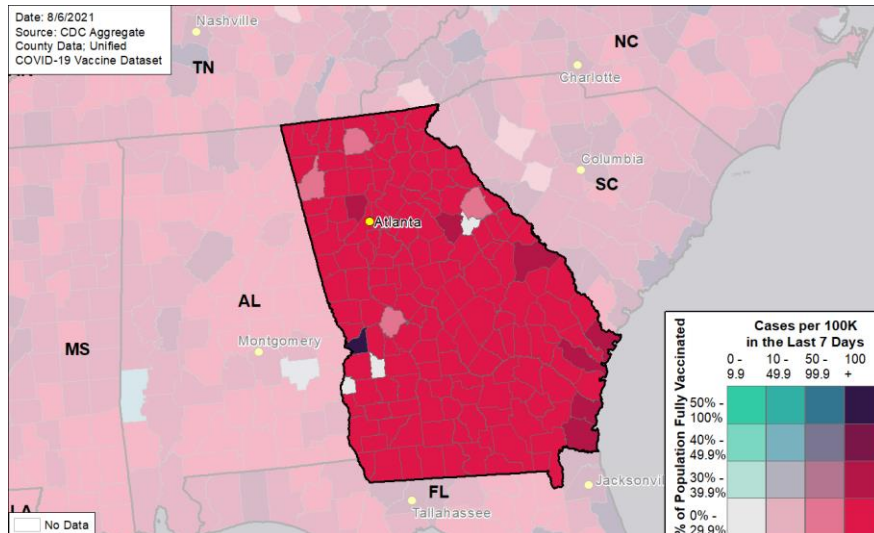 Date: 8/6/2021
Source: CDC Aggregate
County Data; Unified
COVID-19 Vaccine Dataset
Nashville
TN
NC
Charlotte
Columbia
SC
Atlanta
AL
Montgomery
MS
FL
Tallahassee
Jacksonvil
LA
No Data
Cases per 100K
in the Last 7 Days
0 - 9.9
10 - 49.9
50 - 99.9
100 +
% of Population Fully Vaccinated
50% - 100%
40% - 49.9%
30% - 39.9%
0% - 29.9%